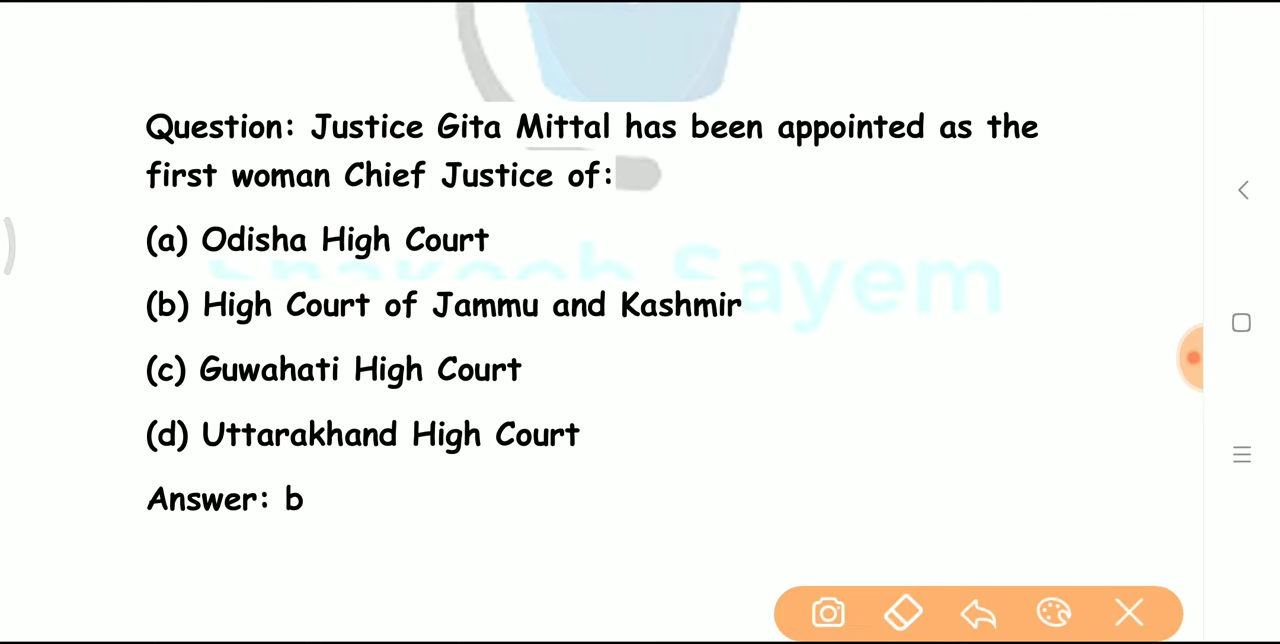 Question: Justice Gita Mittal has been appointed as the
first woman Chief Justice of:
(a) Odisha High Court
Sayem
(b) High Court of Jammu and Kashmir
(c) Guwahati High Court
(d) Uttarakhand High Court
Answer: b